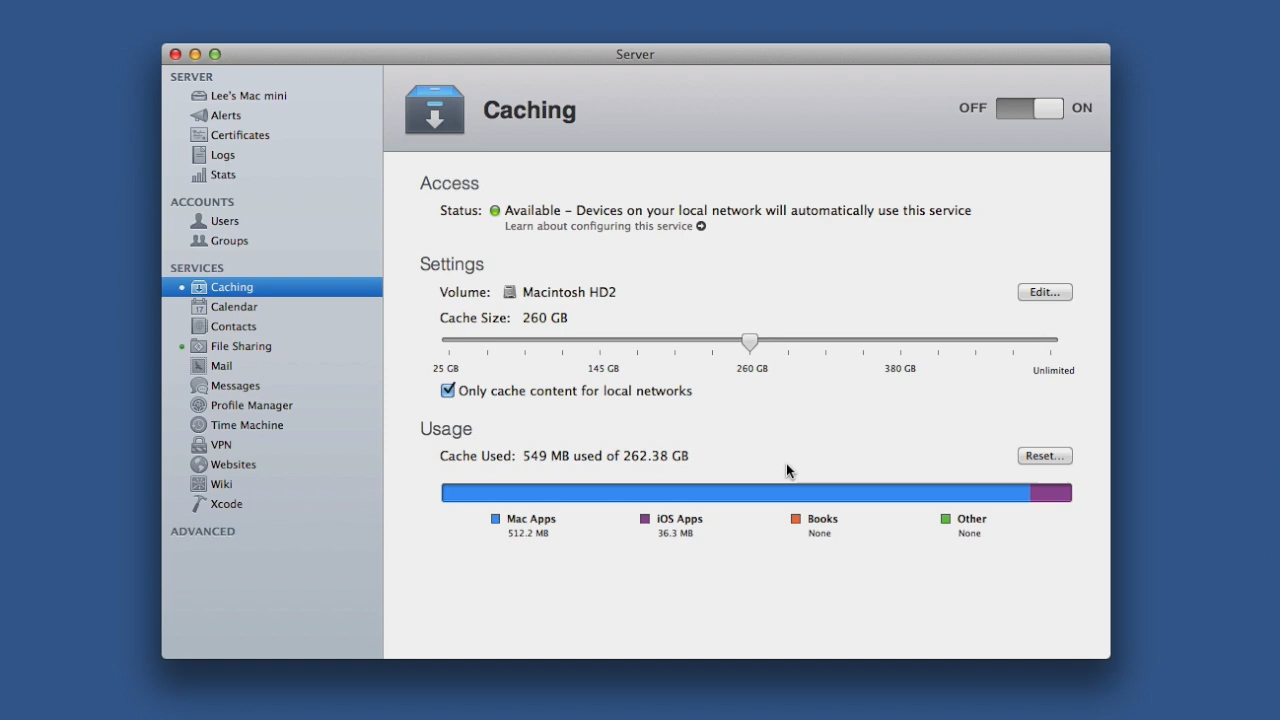 Server
SERVER
Lee's Mac mini
Alerts
Certificates
Logs
Stats
ACCOUNTS
Users
Groups
SERVICES
Caching
Calendar
17
Contacts
File Sharing
Mail
Messages
Profile Manager
Time Machine
VPN
Websites
Wiki
Xcode
ADVANCED
Caching
OFF ON
Access
Status: Available – Devices on your local network will automatically use this service
Learn about configuring this service
Settings
Volume: Macintosh HD2 Edit...
Cache Size: 260 GB
25 GB 145 GB 260 GB 380 GB Unlimited
Only cache content for local networks
Usage
Cache Used: 549 MB used of 262.38 GB Reset...
Mac Apps iOS Apps Books Other
512.2 MB 36.3 MB None None